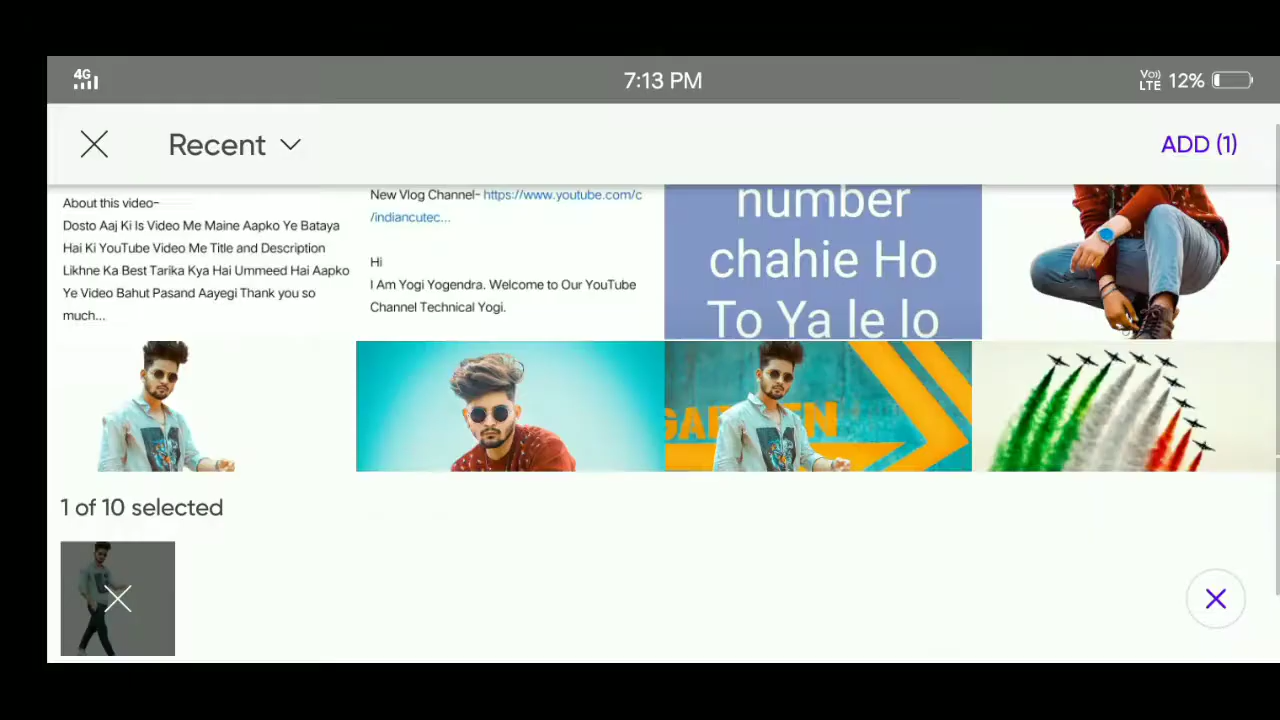 4G
7:13 PM
Vo))
LTE
12%
Recent
ADD (1)
About this video-
Dosto Aaj Ki Is Video Me Maine Aapko Ye Bataya
Hai Ki YouTube Video Me Title and Description
Likhne Ka Best Tarika Kya Hai Ummeed Hai Aapko
Ye Video Bahut Pasand Aayegi Thank you so
much...
New Vlog Channel- https://www.youtube.com/c
/indiancutec...
Hi
I Am Yogi Yogendra. Welcome to Our YouTube
Channel Technical Yogi.
number
chahie Ho
To Ya le lo
1 of 10 selected